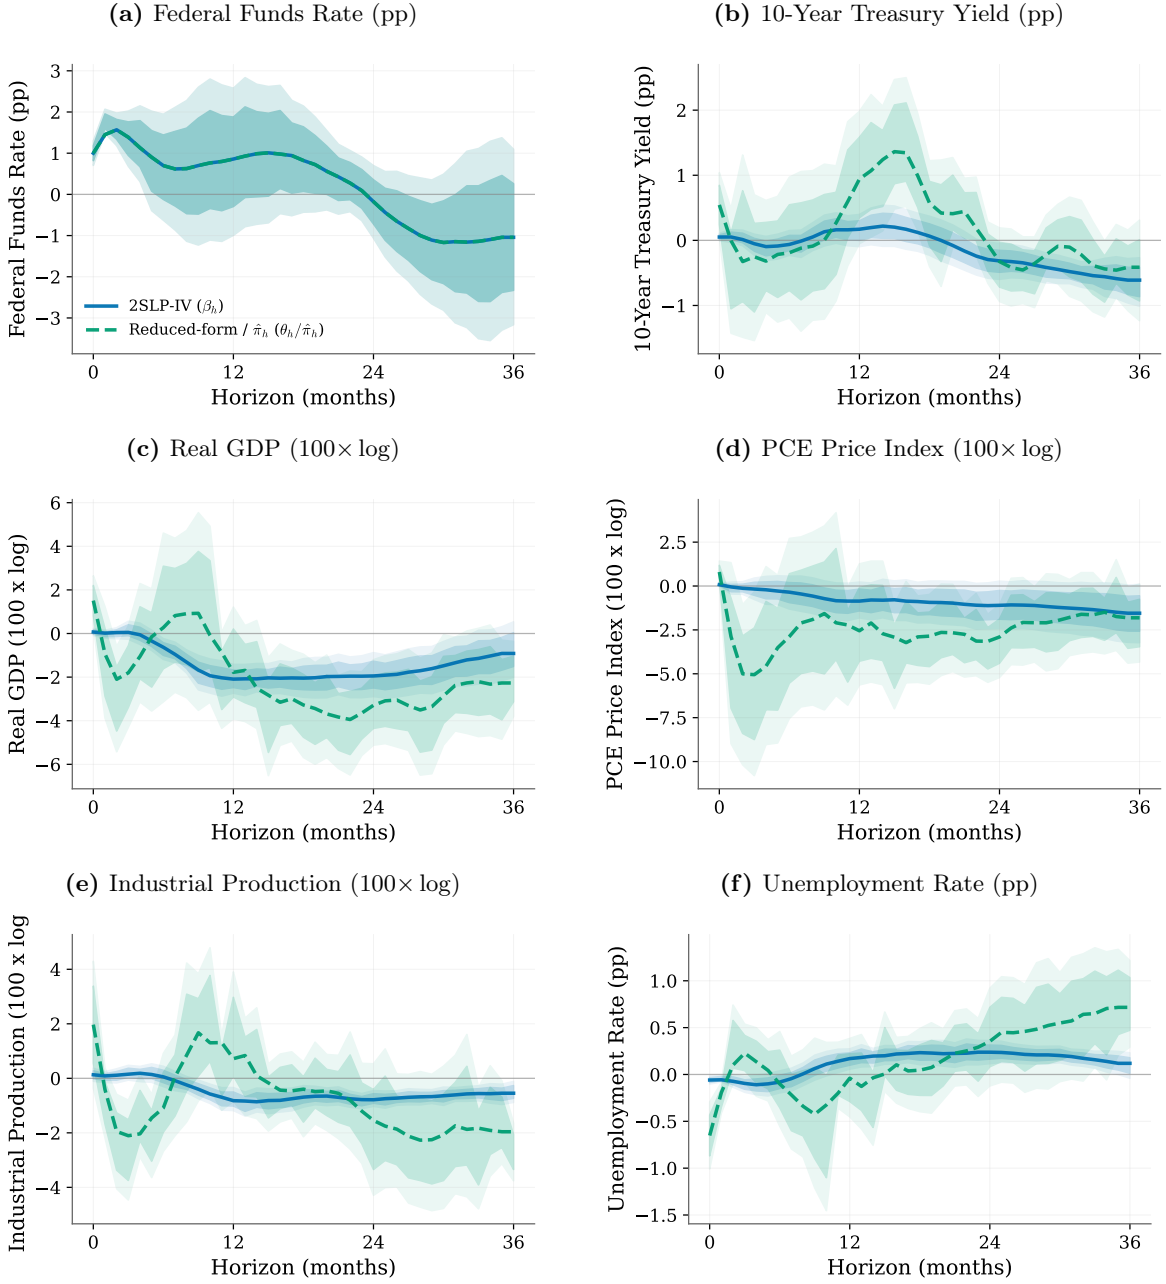 (a) Federal Funds Rate (pp)
Federal Funds Rate (pp)
3
2
1
0
−1
−2
−3
2SLP-IV (βₕ)
Reduced-form / π̂ₕ (θₕ/π̂ₕ)
0 12 24 36
Horizon (months)
(b) 10-Year Treasury Yield (pp)
10-Year Treasury Yield (pp)
2
1
0
−1
0 12 24 36
Horizon (months)
(c) Real GDP (100× log)
Real GDP (100 x log)
6
4
2
0
−2
−4
−6
0 12 24 36
Horizon (months)
(d) PCE Price Index (100× log)
PCE Price Index (100 x log)
2.5
0.0
−2.5
−5.0
−7.5
−10.0
0 12 24 36
Horizon (months)
(e) Industrial Production (100× log)
Industrial Production (100 x log
4
2
0
−2
−4
0 12 24 36
Horizon (months)
(f) Unemployment Rate (pp)
Unemployment Rate (pp)
1.0
0.5
0.0
−0.5
−1.0
−1.5
0 12 24 36
Horizon (months)